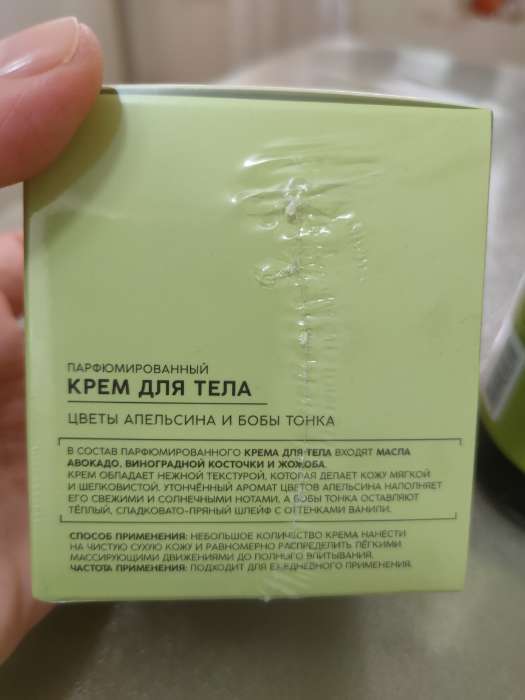 ПАРФЮМИРОВАННЫЙ
КРЕМ ДЛЯ ТЕЛА
ЦВЕТЫ АПЕЛЬСИНА И БОБЫ ТОНКА
В СОСТАВ ПАРФЮМИРОВАННОГО КРЕМА ДЛЯ ТЕЛА ВХОДЯТ МАСЛА
АВОКАДО, ВИНОГРАДНОЙ КОСТОЧКИ И ЖОЖОБА.
КРЕМ ОБЛАДАЕТ НЕЖНОЙ ТЕКСТУРОЙ, КОТОРАЯ ДЕЛАЕТ КОЖУ МЯГКОЙ
И ШЕЛКОВИСТОЙ. УТОНЧЁННЫЙ АРОМАТ ЦВЕТОВ АПЕЛЬСИНА НАПОЛНЯЕТ
ЕГО СВЕЖИМИ И СОЛНЕЧНЫМИ НОТАМИ, А БОБЫ ТОНКА ОСТАВЛЯЮТ
ТЁПЛЫЙ, СЛАДКОВАТО-ПРЯНЫЙ ШЛЕЙФ С ОТТЕНКАМИ ВАНИЛИ.
СПОСОБ ПРИМЕНЕНИЯ: НЕБОЛЬШОЕ КОЛИЧЕСТВО КРЕМА НАНЕСТИ
НА ЧИСТУЮ СУХУЮ КОЖУ И РАВНОМЕРНО РАСПРЕДЕЛИТЬ ЛЁГКИМИ
МАССИРУЮЩИМИ ДВИЖЕНИЯМИ ДО ПОЛНОГО ВПИТЫВАНИЯ.
ЧАСТОТА ПРИМЕНЕНИЯ: ПОДХОДИТ ДЛЯ ЕЖЕДНЕВНОГО ПРИМЕНЕНИЯ.